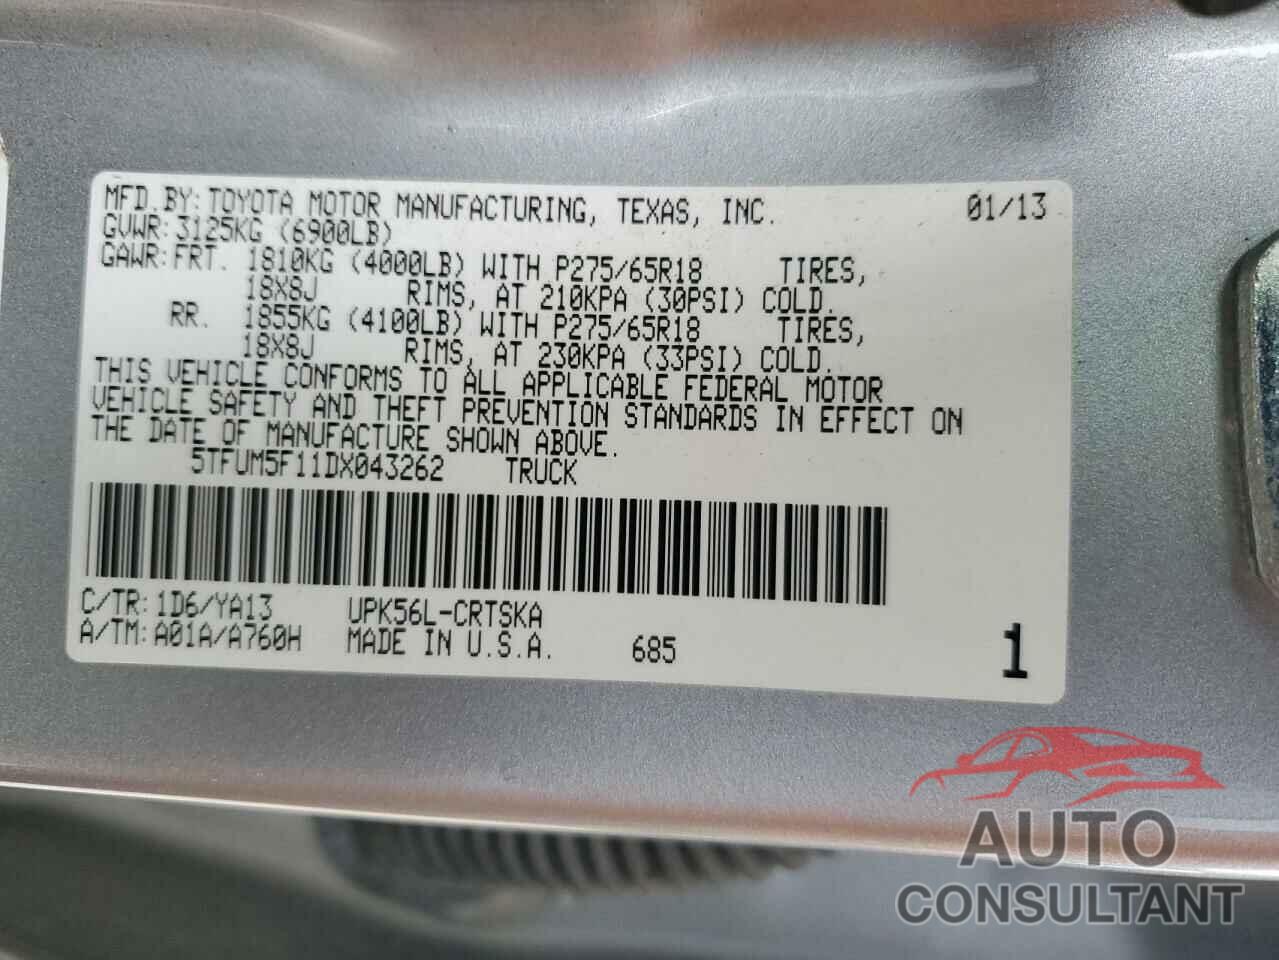 MFD. BY: TOYOTA MOTOR MANUFACTURING, TEXAS, INC. 01/13
GVWR: 3125KG (6900LB)
GAWR: FRT. 1810KG (4000LB) WITH P275/65R18 TIRES,
18X8J RIMS, AT 210KPA (30PSI) COLD.
RR. 1855KG (4100LB) WITH P275/65R18 TIRES,
18X8J RIMS, AT 230KPA (33PSI) COLD.
THIS VEHICLE CONFORMS TO ALL APPLICABLE FEDERAL MOTOR
VEHICLE SAFETY AND THEFT PREVENTION STANDARDS IN EFFECT ON
THE DATE OF MANUFACTURE SHOWN ABOVE.
5TFUM5F11DX043262 TRUCK
C/TR: 1D6/YA13 UPK56L-CRTSKA
A/TM: A01A/A760H MADE IN U.S.A. 685 1
AUTO
CONSULTANT